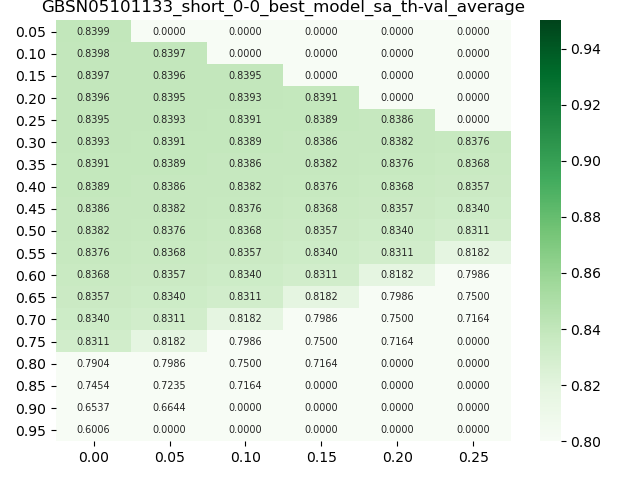 GBSN05101133_short_0-0_best_model_sa_th-val_average
0.05 0.8399 0.0000 0.0000 0.0000 0.0000 0.0000
0.10 0.8398 0.8397 0.0000 0.0000 0.0000 0.0000
0.15 0.8397 0.8396 0.8395 0.0000 0.0000 0.0000
0.20 0.8396 0.8395 0.8393 0.8391 0.0000 0.0000
0.25 0.8395 0.8393 0.8391 0.8389 0.8386 0.0000
0.30 0.8393 0.8391 0.8389 0.8386 0.8382 0.8376
0.35 0.8391 0.8389 0.8386 0.8382 0.8376 0.8368
0.40 0.8389 0.8386 0.8382 0.8376 0.8368 0.8357
0.45 0.8386 0.8382 0.8376 0.8368 0.8357 0.8340
0.50 0.8382 0.8376 0.8368 0.8357 0.8340 0.8311
0.55 0.8376 0.8368 0.8357 0.8340 0.8311 0.8182
0.60 0.8368 0.8357 0.8340 0.8311 0.8182 0.7986
0.65 0.8357 0.8340 0.8311 0.8182 0.7986 0.7500
0.70 0.8340 0.8311 0.8182 0.7986 0.7500 0.7164
0.75 0.8311 0.8182 0.7986 0.7500 0.7164 0.0000
0.80 0.7904 0.7986 0.7500 0.7164 0.0000 0.0000
0.85 0.7454 0.7235 0.7164 0.0000 0.0000 0.0000
0.90 0.6537 0.6644 0.0000 0.0000 0.0000 0.0000
0.95 0.6006 0.0000 0.0000 0.0000 0.0000 0.0000
0.00 0.05 0.10 0.15 0.20 0.25
0.94
0.92
0.90
0.88
0.86
0.84
0.82
0.80